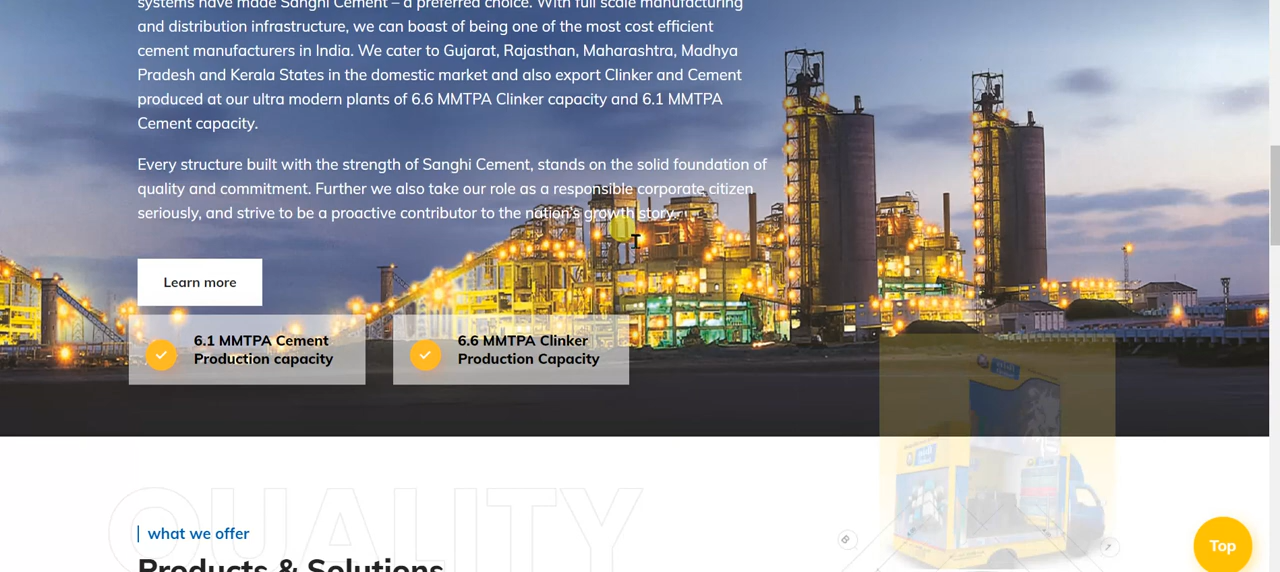 systems have made Sanghi Cement – a preferred choice. With full scale manufacturing
and distribution infrastructure, we can boast of being one of the most cost efficient
cement manufacturers in India. We cater to Gujarat, Rajasthan, Maharashtra, Madhya
Pradesh and Kerala States in the domestic market and also export Clinker and Cement
produced at our ultra modern plants of 6.6 MMTPA Clinker capacity and 6.1 MMTPA
Cement capacity.
Every structure built with the strength of Sanghi Cement, stands on the solid foundation of
quality and commitment. Further we also take our role as a responsible corporate citizen
seriously, and strive to be a proactive contributor to the nation's growth story.
Learn more
6.1 MMTPA Cement
Production capacity
6.6 MMTPA Clinker
Production Capacity
QUALITY
what we offer
Products & Solutions
Top